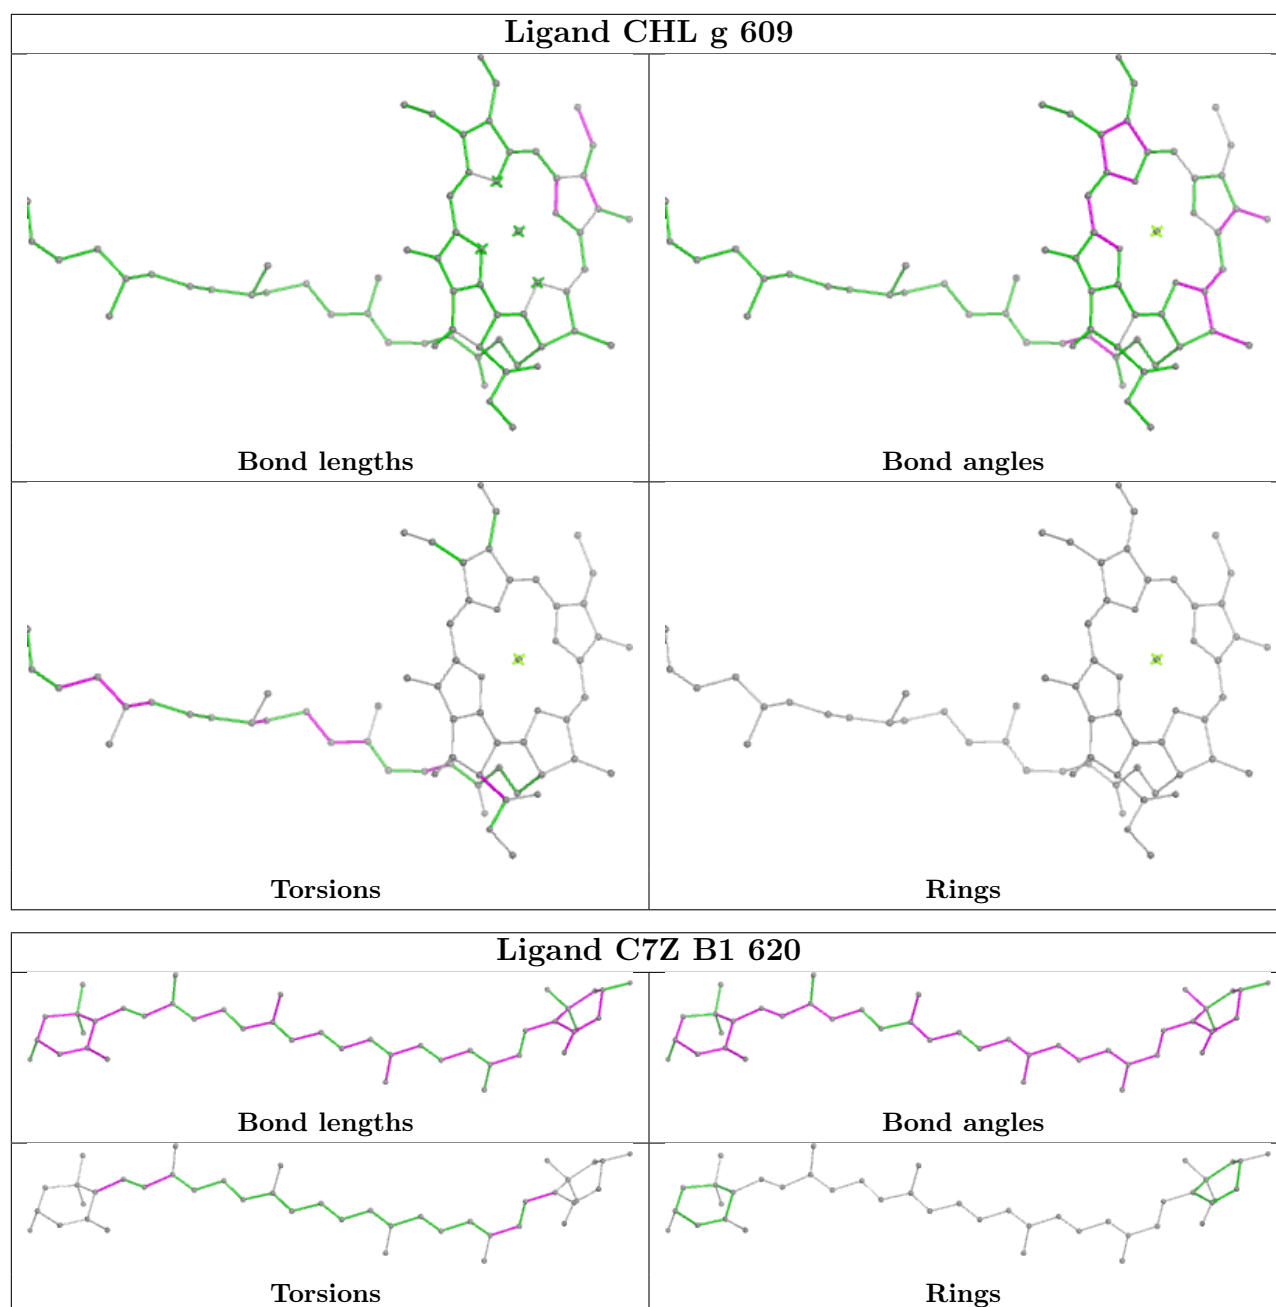 Ligand CHL g 609
Bond lengths
Bond angles
Torsions
Rings
Ligand C7Z B1 620
Bond lengths
Bond angles
Torsions
Rings